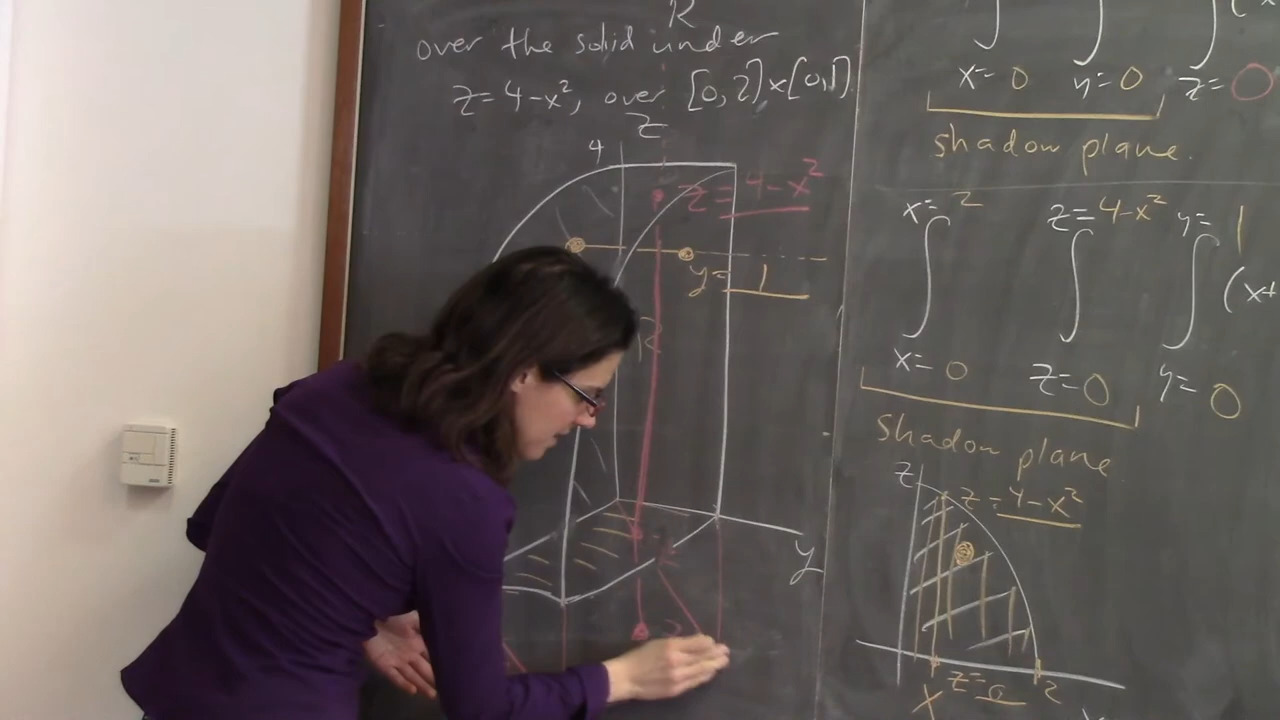 R
over the solid under
z = 4-x², over [0,2]x[0,1]
z
4
z = 4-x²
y = 1
R
y
∫ ∫ ∫ (x
x=0 y=0 z=0
shadow plane.
x=2 z=4-x² y=1
∫ ∫ ∫ (x+
x=0 z=0 y=0
shadow plane
z
z = 4-x²
x z=0 2